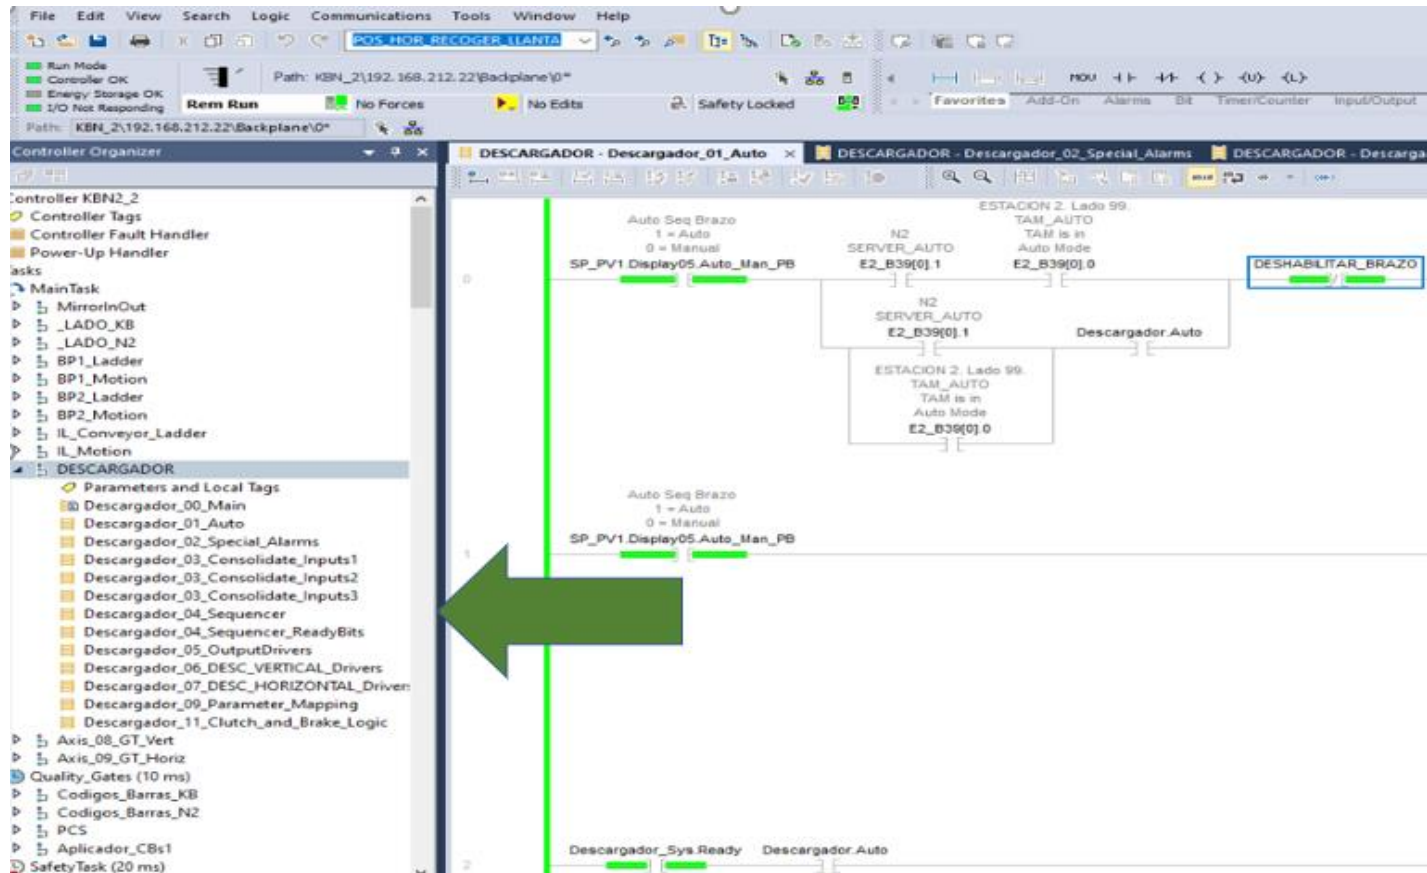 File Edit View Search Logic Communications Tools Window Help
POS_HOR_RECOGER_LLANTA
Run Mode
Controller OK
Energy Storage OK
I/O Not Responding
Path: KBN_2\192.168.212.22\Backplane\0*
Rem Run
No Forces
No Edits
Safety Locked
MOV
Favorites Add-On Alarms Bit Timer/Counter Input/Output
Path: KBN_2\192.168.212.22\Backplane\0*
Controller Organizer
DESCARGADOR - Descargador_01_Auto
DESCARGADOR - Descargador_02_Special_Alarms
DESCARGADOR - Descarga
Controller KBN2_2
Controller Tags
Controller Fault Handler
Power-Up Handler
asks
MainTask
MirrorInOut
_LADO_KB
_LADO_N2
BP1_Ladder
BP1_Motion
BP2_Ladder
BP2_Motion
IL_Conveyor_Ladder
IL_Motion
DESCARGADOR
Parameters and Local Tags
Descargador_00_Main
Descargador_01_Auto
Descargador_02_Special_Alarms
Descargador_03_Consolidate_Inputs1
Descargador_03_Consolidate_Inputs2
Descargador_03_Consolidate_Inputs3
Descargador_04_Sequencer
Descargador_04_Sequencer_ReadyBits
Descargador_05_OutputDrivers
Descargador_06_DESC_VERTICAL_Drivers
Descargador_07_DESC_HORIZONTAL_Driver
Descargador_09_Parameter_Mapping
Descargador_11_Clutch_and_Brake_Logic
Axis_08_GT_Vert
Axis_09_GT_Horiz
Quality_Gates (10 ms)
Codigos_Barras_KB
Codigos_Barras_N2
PCS
Aplicador_CBs1
SafetyTask (20 ms)
0
Auto Seq Brazo
1 = Auto
0 = Manual
SP_PV1.Display05.Auto_Man_PB
N2
SERVER_AUTO
E2_B39[0].1
ESTACION 2. Lado 99.
TAM_AUTO
TAM is in
Auto Mode
E2_B39[0].0
DESHABILITAR_BRAZO
N2
SERVER_AUTO
E2_B39[0].1
Descargador.Auto
ESTACION 2. Lado 99.
TAM_AUTO
TAM is in
Auto Mode
E2_B39[0].0
1
Auto Seq Brazo
1 = Auto
0 = Manual
SP_PV1.Display05.Auto_Man_PB
2
Descargador_Sys.Ready
Descargador.Auto